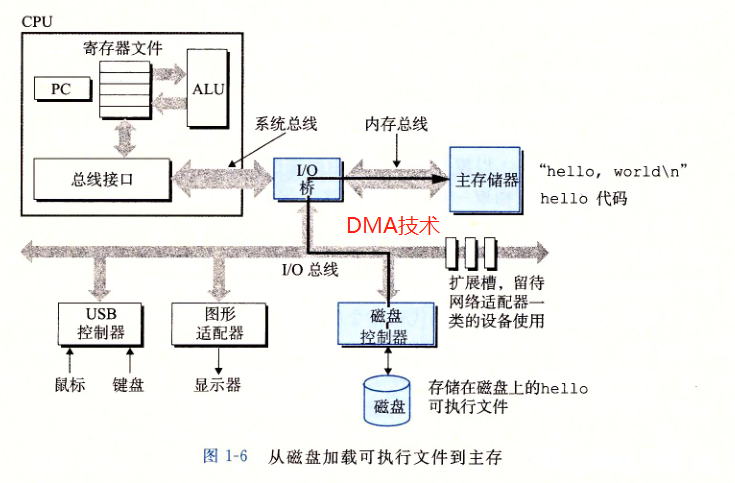 CPU
寄存器文件
PC
ALU
系统总线
内存总线
总线接口
I/O
桥
主存储器
“hello, world\n”
hello 代码
DMA技术
I/O 总线
扩展槽，留待
网络适配器一
类的设备使用
USB
控制器
图形
适配器
磁盘
控制器
鼠标
键盘
显示器
磁盘
存储在磁盘上的hello
可执行文件
图 1-6 从磁盘加载可执行文件到主存